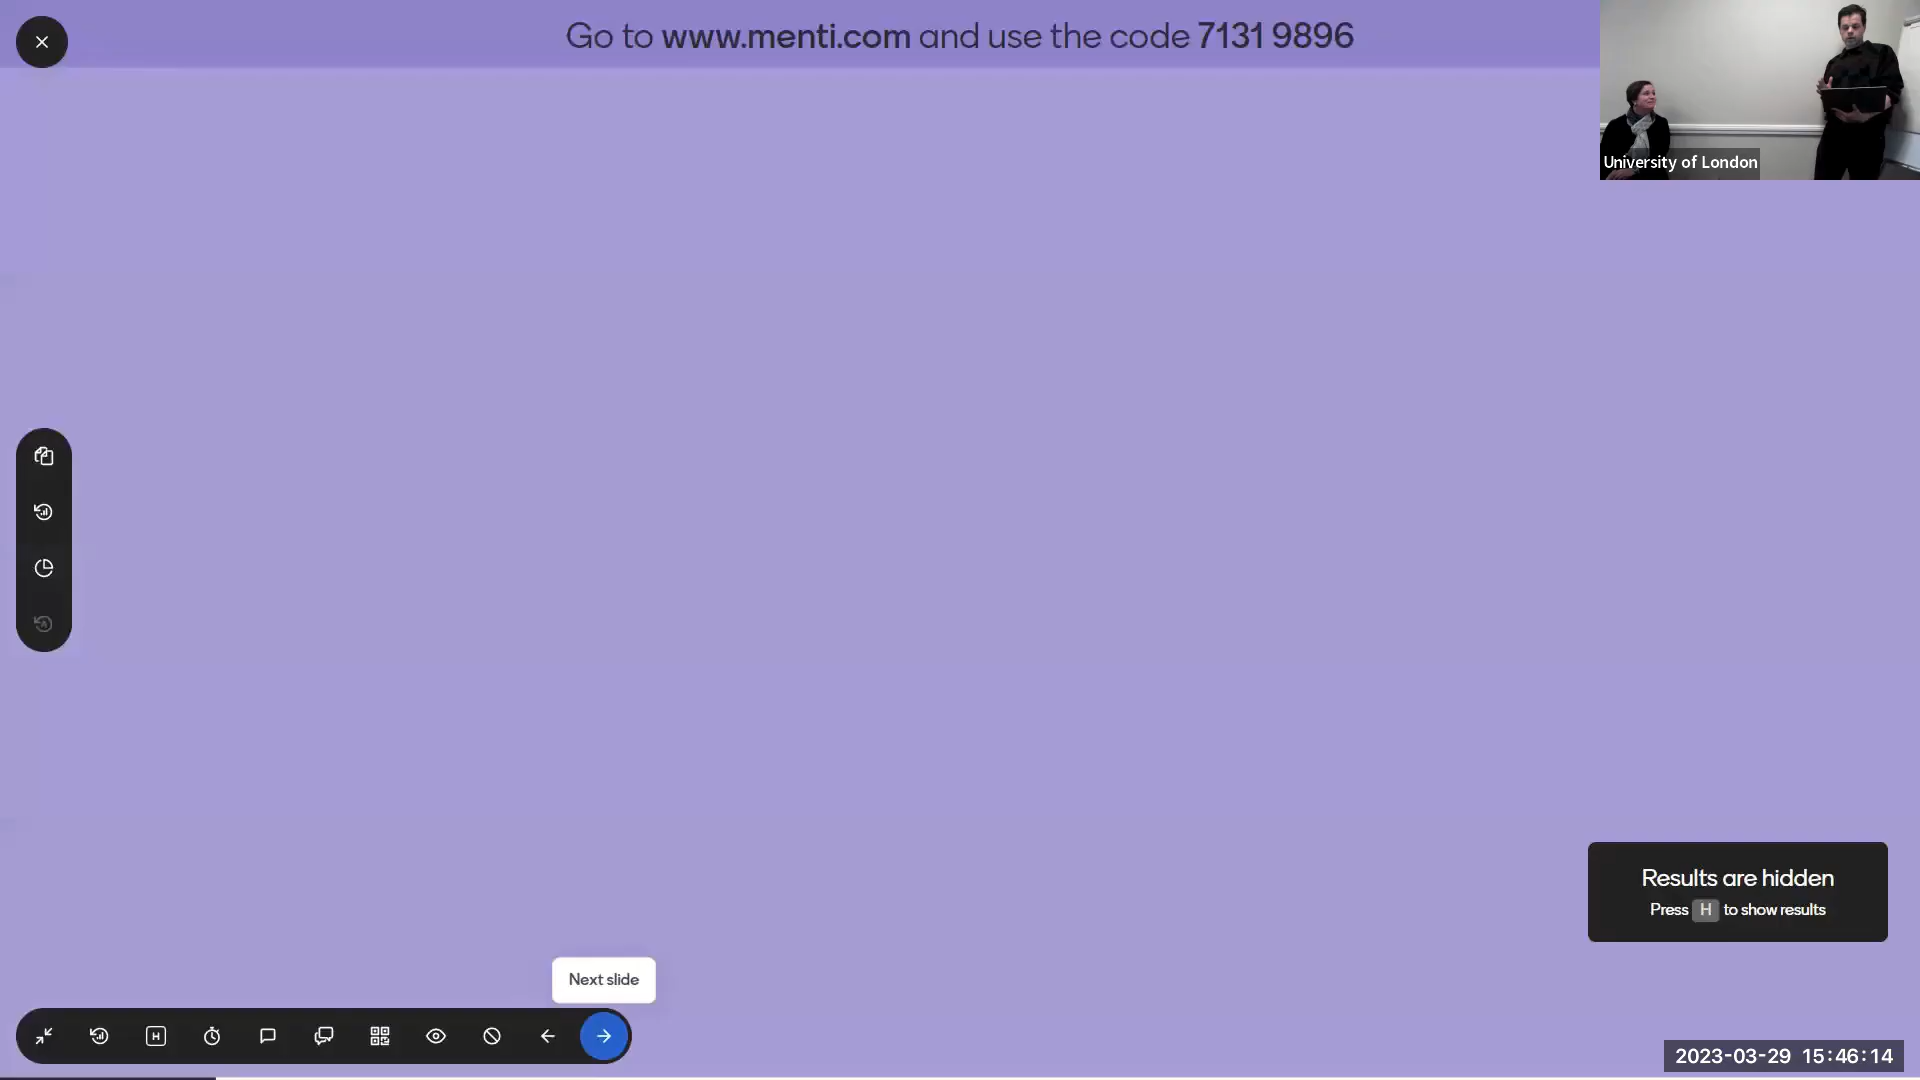 Go to www.menti.com and use the code 7131 9896
University of London
Results are hidden
Press H to show results
Next slide
H
2023-03-29 15:46:14